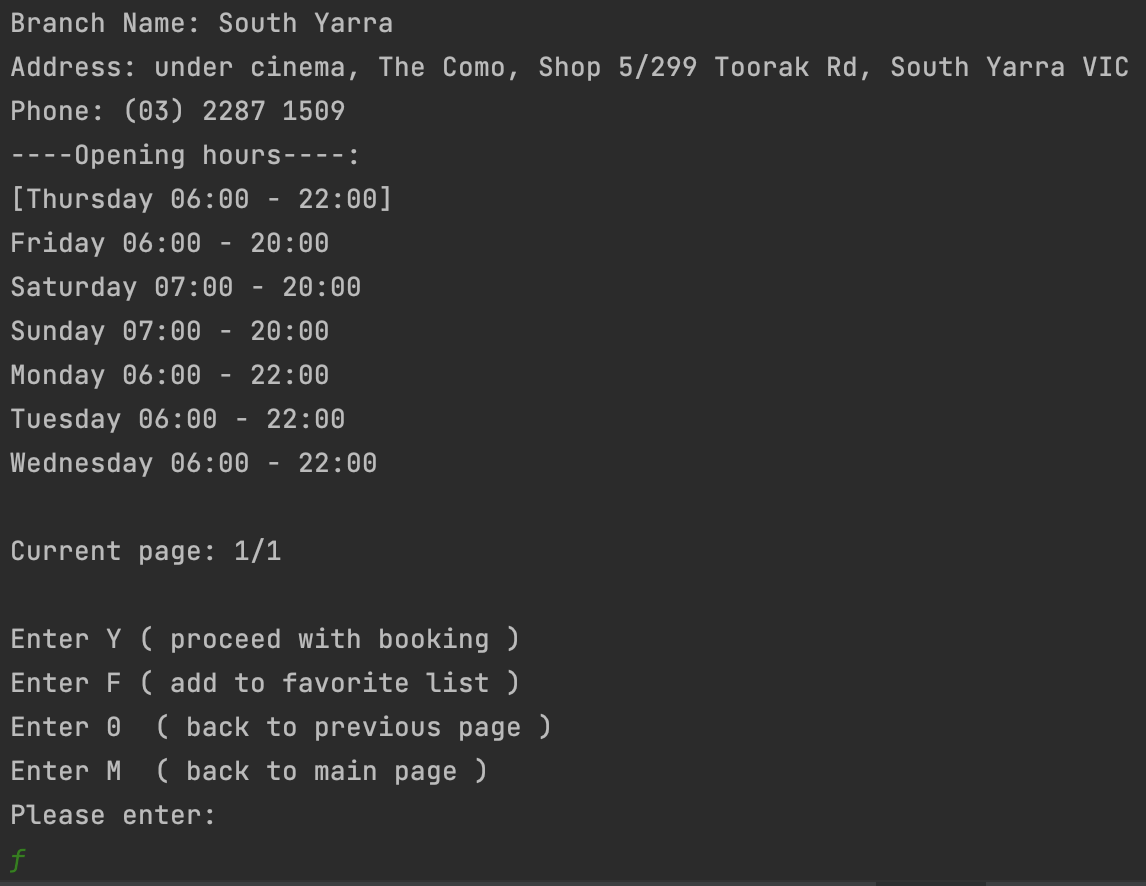 Branch Name: South Yarra
Address: under cinema, The Como, Shop 5/299 Toorak Rd, South Yarra VIC
Phone: (03) 2287 1509
----Opening hours----:
[Thursday 06:00 - 22:00]
Friday 06:00 - 20:00
Saturday 07:00 - 20:00
Sunday 07:00 - 20:00
Monday 06:00 - 22:00
Tuesday 06:00 - 22:00
Wednesday 06:00 - 22:00
Current page: 1/1
Enter Y ( proceed with booking )
Enter F ( add to favorite list )
Enter 0  ( back to previous page )
Enter M  ( back to main page )
Please enter:
f